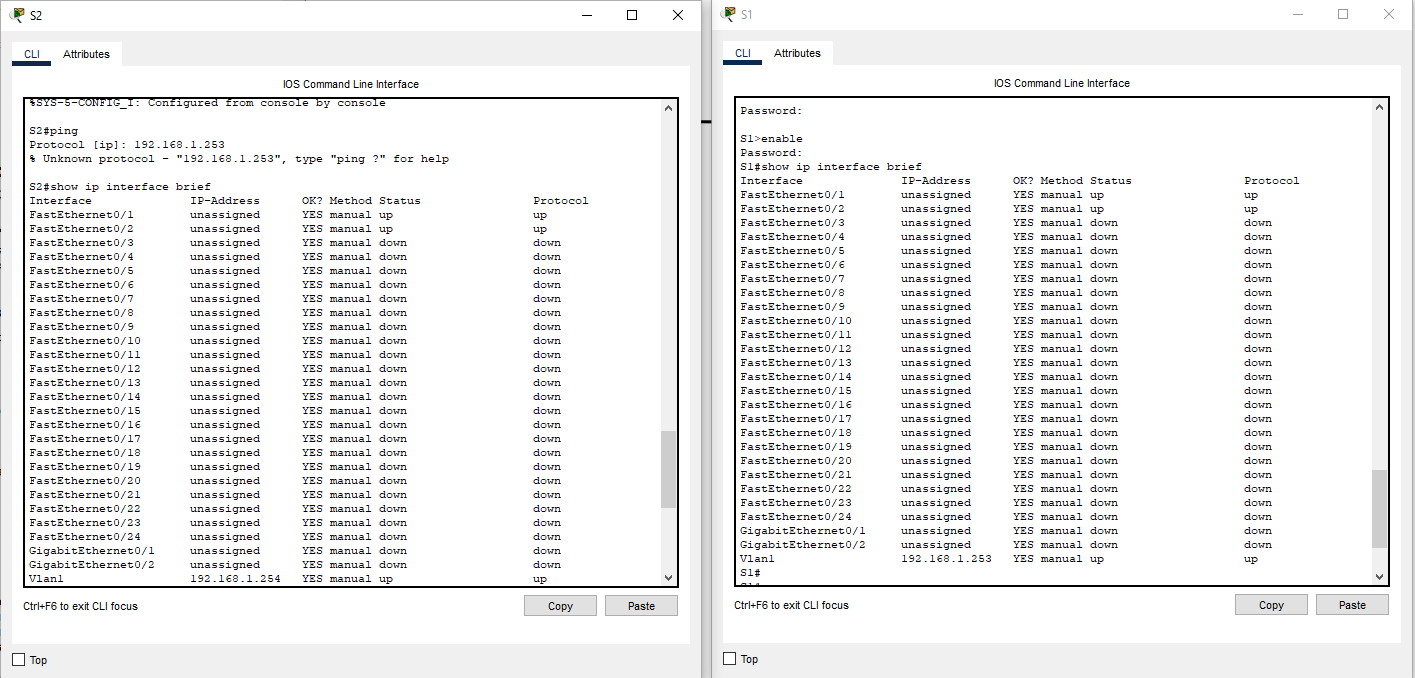 S2
CLI Attributes
IOS Command Line Interface
%SYS-5-CONFIG_I: Configured from console by console
S2#ping
Protocol [ip]: 192.168.1.253
% Unknown protocol - "192.168.1.253", type "ping ?" for help
S2#show ip interface brief
Interface IP-Address OK? Method Status Protocol
FastEthernet0/1 unassigned YES manual up up
FastEthernet0/2 unassigned YES manual up up
FastEthernet0/3 unassigned YES manual down down
FastEthernet0/4 unassigned YES manual down down
FastEthernet0/5 unassigned YES manual down down
FastEthernet0/6 unassigned YES manual down down
FastEthernet0/7 unassigned YES manual down down
FastEthernet0/8 unassigned YES manual down down
FastEthernet0/9 unassigned YES manual down down
FastEthernet0/10 unassigned YES manual down down
FastEthernet0/11 unassigned YES manual down down
FastEthernet0/12 unassigned YES manual down down
FastEthernet0/13 unassigned YES manual down down
FastEthernet0/14 unassigned YES manual down down
FastEthernet0/15 unassigned YES manual down down
FastEthernet0/16 unassigned YES manual down down
FastEthernet0/17 unassigned YES manual down down
FastEthernet0/18 unassigned YES manual down down
FastEthernet0/19 unassigned YES manual down down
FastEthernet0/20 unassigned YES manual down down
FastEthernet0/21 unassigned YES manual down down
FastEthernet0/22 unassigned YES manual down down
FastEthernet0/23 unassigned YES manual down down
FastEthernet0/24 unassigned YES manual down down
GigabitEthernet0/1 unassigned YES manual down down
GigabitEthernet0/2 unassigned YES manual down down
Vlan1 192.168.1.254 YES manual up up
Ctrl+F6 to exit CLI focus
Copy Paste
Top
S1
CLI Attributes
IOS Command Line Interface
Password:
S1>enable
Password:
S1#show ip interface brief
Interface IP-Address OK? Method Status Protocol
FastEthernet0/1 unassigned YES manual up up
FastEthernet0/2 unassigned YES manual up up
FastEthernet0/3 unassigned YES manual down down
FastEthernet0/4 unassigned YES manual down down
FastEthernet0/5 unassigned YES manual down down
FastEthernet0/6 unassigned YES manual down down
FastEthernet0/7 unassigned YES manual down down
FastEthernet0/8 unassigned YES manual down down
FastEthernet0/9 unassigned YES manual down down
FastEthernet0/10 unassigned YES manual down down
FastEthernet0/11 unassigned YES manual down down
FastEthernet0/12 unassigned YES manual down down
FastEthernet0/13 unassigned YES manual down down
FastEthernet0/14 unassigned YES manual down down
FastEthernet0/15 unassigned YES manual down down
FastEthernet0/16 unassigned YES manual down down
FastEthernet0/17 unassigned YES manual down down
FastEthernet0/18 unassigned YES manual down down
FastEthernet0/19 unassigned YES manual down down
FastEthernet0/20 unassigned YES manual down down
FastEthernet0/21 unassigned YES manual down down
FastEthernet0/22 unassigned YES manual down down
FastEthernet0/23 unassigned YES manual down down
FastEthernet0/24 unassigned YES manual down down
GigabitEthernet0/1 unassigned YES manual down down
GigabitEthernet0/2 unassigned YES manual down down
Vlan1 192.168.1.253 YES manual up up
S1#
Ctrl+F6 to exit CLI focus
Copy Paste
Top